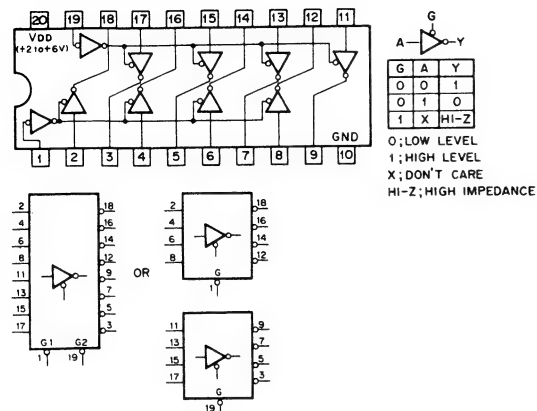 20 19 18 17 16 15 14 13 12 11
VDD
(+2 to +6V)
GND
1 2 3 4 5 6 7 8 9 10
G
A Y
G A Y
0 0 1
0 1 0
1 X HI-Z
0; LOW LEVEL
1; HIGH LEVEL
X; DON'T CARE
HI-Z; HIGH IMPEDANCE
2 18
4 16
6 14
8 12
11 9
13 7
15 5
17 3
G1 G2
1 19
OR
2 18
4 16
6 14
8 12
G
1
11 9
13 7
15 5
17 3
G
19